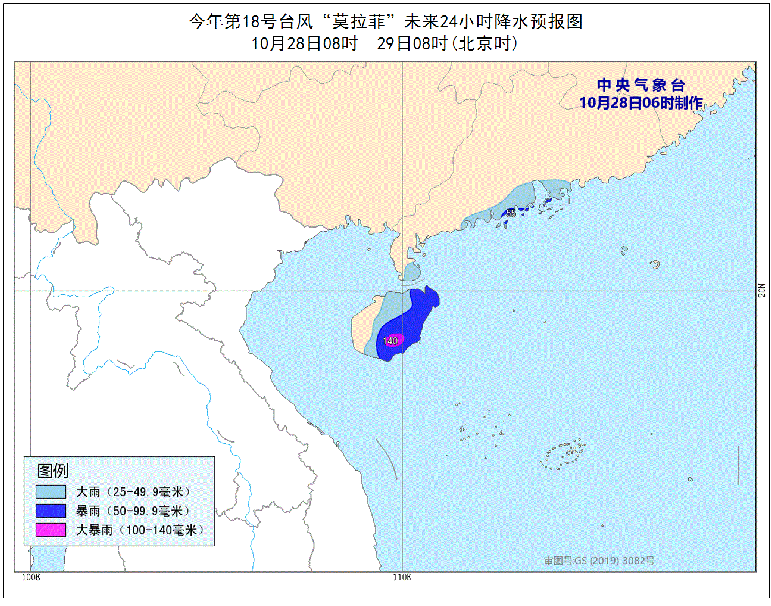 今年第18号台风“莫拉菲”未来24小时降水预报图
10月28日08时 29日08时(北京时)
中央气象台
10月28日06时制作
20N
140
图例
大雨（25-49.9毫米）
暴雨（50-99.9毫米）
大暴雨（100-140毫米）
审图号GS (2019) 3082号
100E
110E